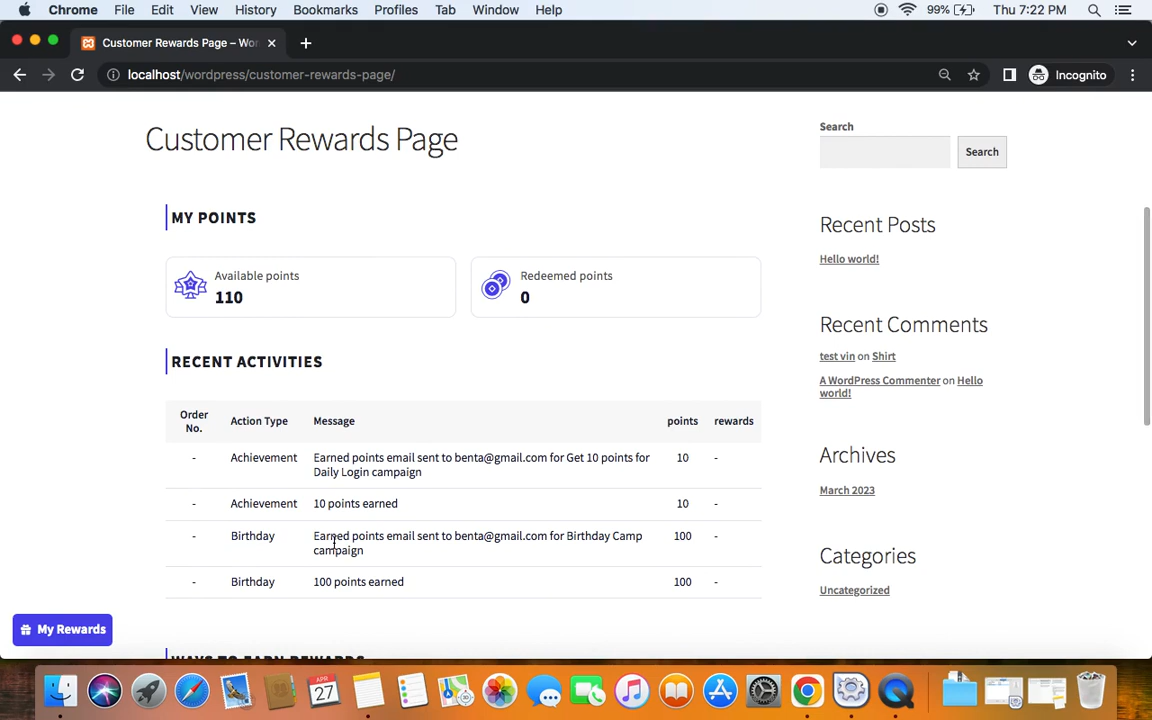 Chrome File Edit View History Bookmarks Profiles Tab Window Help 99% Thu 7:22 PM
Customer Rewards Page – Wor
localhost/wordpress/customer-rewards-page/ Incognito
Customer Rewards Page
MY POINTS
Available points
110
Redeemed points
0
RECENT ACTIVITIES
Order No. Action Type Message points rewards
- Achievement Earned points email sent to benta@gmail.com for Get 10 points for 10 -
Daily Login campaign
- Achievement 10 points earned 10 -
- Birthday Earned points email sent to benta@gmail.com for Birthday Camp 100 -
campaign
- Birthday 100 points earned 100 -
My Rewards
Search
Search
Recent Posts
Hello world!
Recent Comments
test vin on Shirt
A WordPress Commenter on Hello
world!
Archives
March 2023
Categories
Uncategorized
APR
27